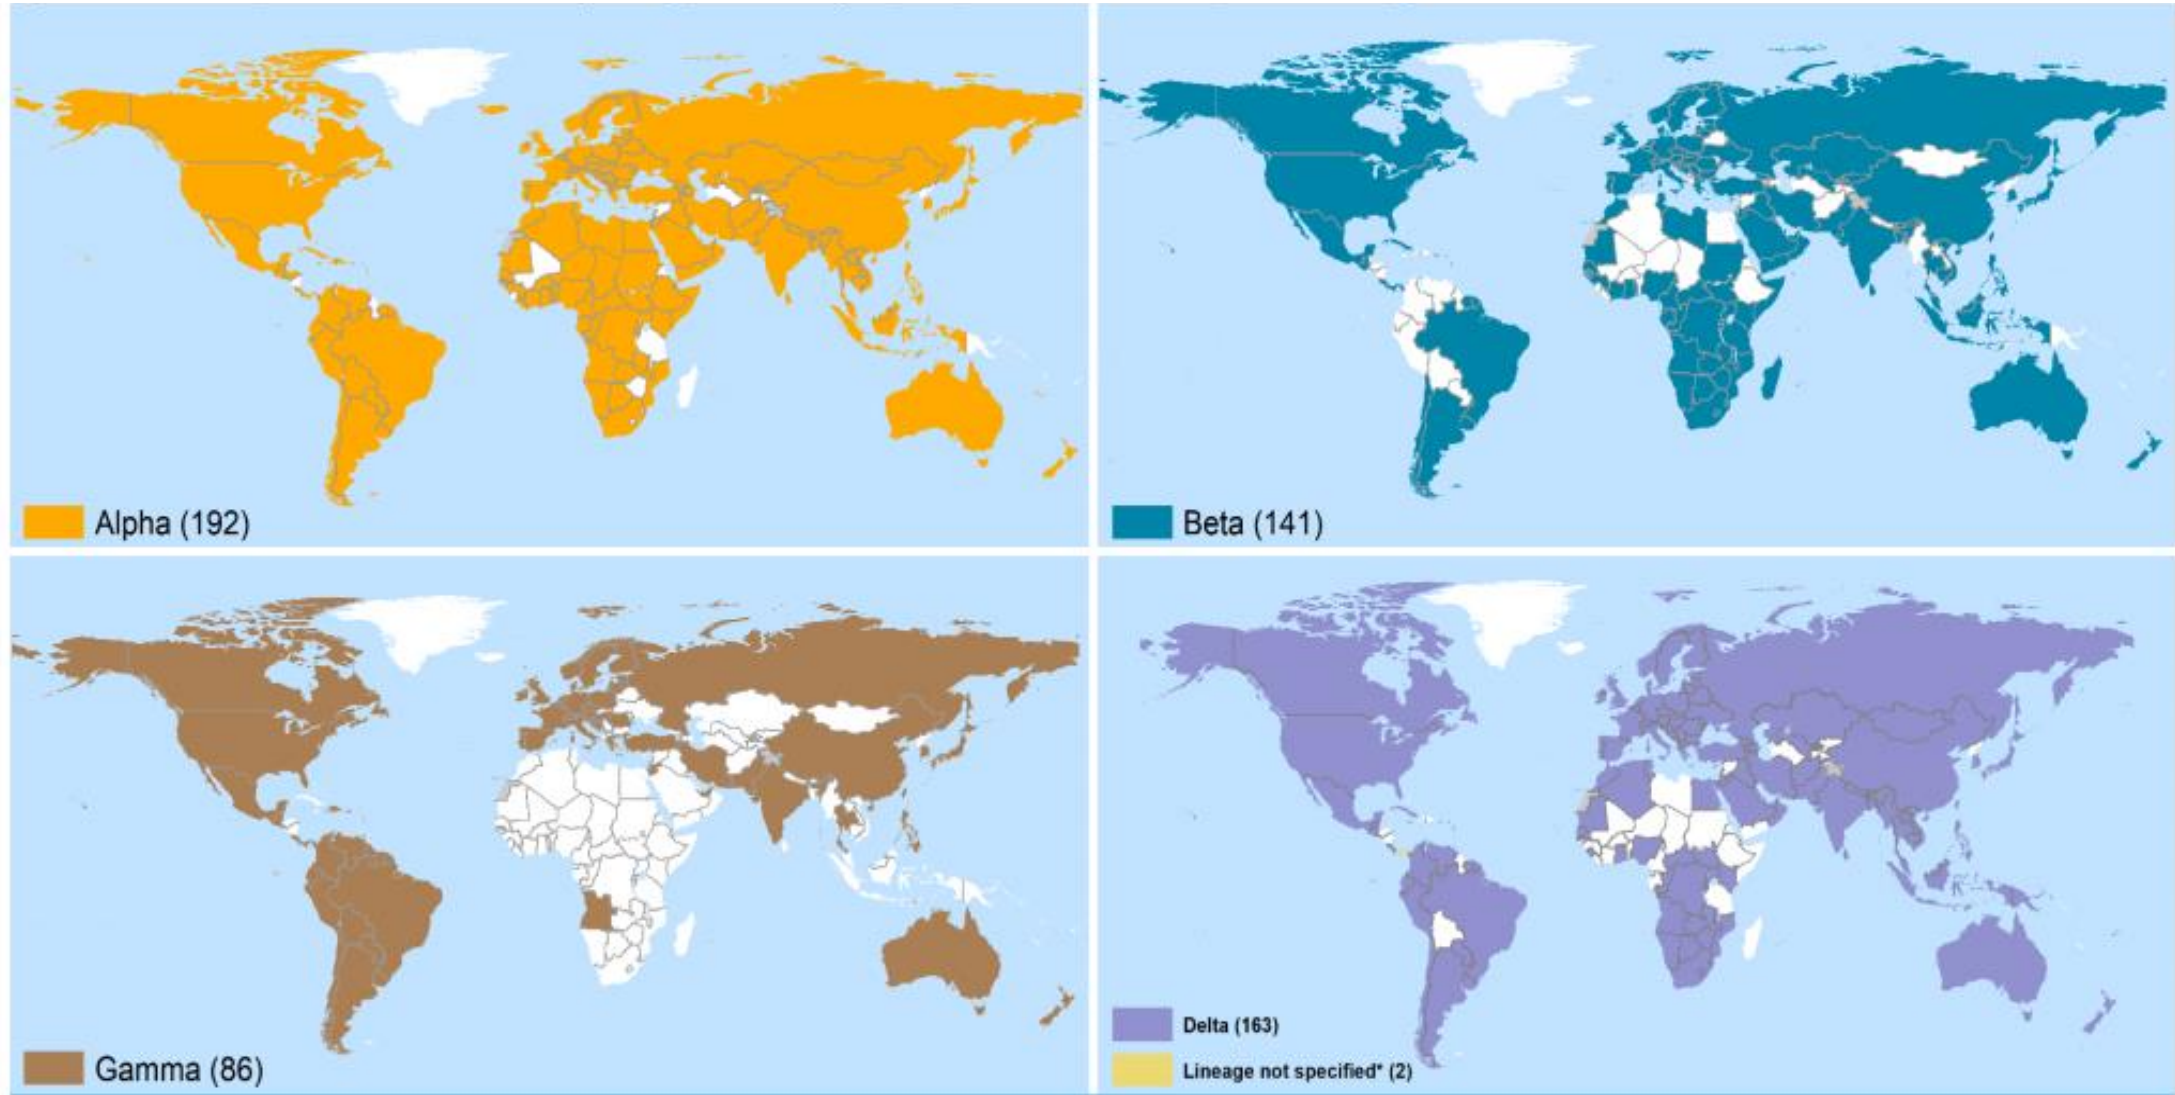 Alpha (192)
Beta (141)
Gamma (86)
Delta (163)
Lineage not specified* (2)